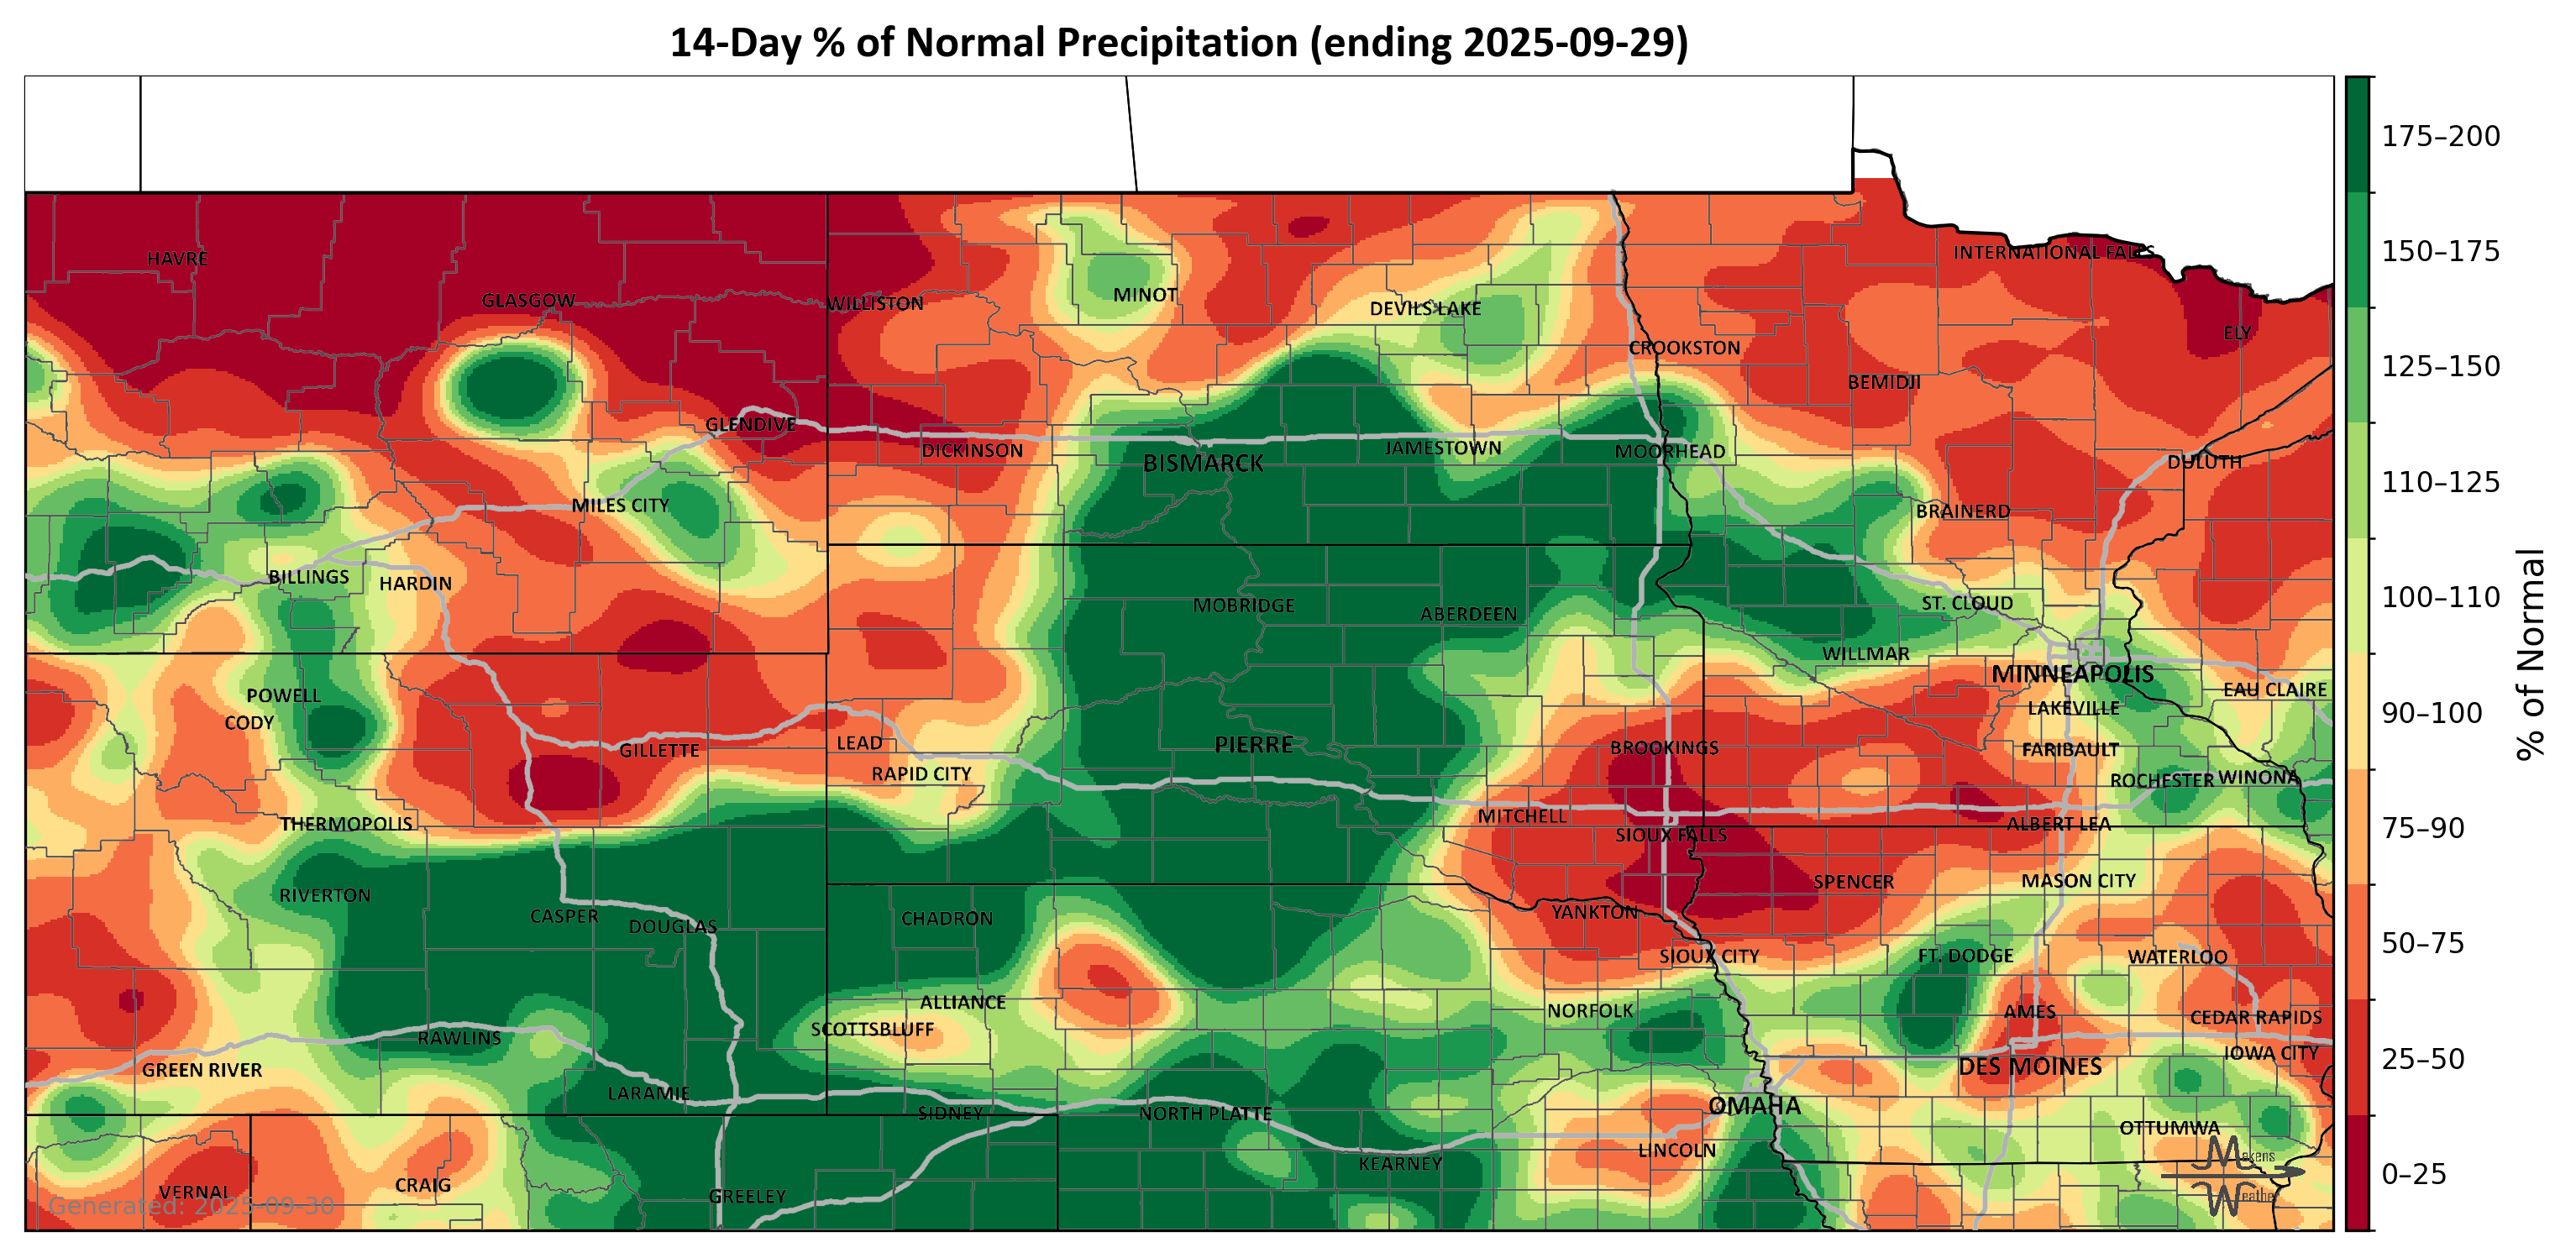 14-Day % of Normal Precipitation (ending 2025-09-29)
HAVRE
GLASGOW
WILLISTON
MINOT
DEVILS LAKE
INTERNATIONAL FALLS
ELY
CROOKSTON
BEMIDJI
GLENDIVE
DICKINSON
BISMARCK
JAMESTOWN
MOORHEAD
DULUTH
MILES CITY
BRAINERD
BILLINGS
HARDIN
MOBRIDGE
ABERDEEN
ST. CLOUD
WILLMAR
MINNEAPOLIS
POWELL
CODY
EAU CLAIRE
LAKEVILLE
GILLETTE
LEAD
PIERRE
BROOKINGS
FARIBAULT
RAPID CITY
ROCHESTER
WINONA
THERMOPOLIS
MITCHELL
SIOUX FALLS
ALBERT LEA
RIVERTON
SPENCER
MASON CITY
CASPER
DOUGLAS
CHADRON
YANKTON
SIOUX CITY
FT. DODGE
WATERLOO
ALLIANCE
SCOTTSBLUFF
NORFOLK
AMES
CEDAR RAPIDS
RAWLINS
GREEN RIVER
DES MOINES
IOWA CITY
LARAMIE
SIDNEY
NORTH PLATTE
OMAHA
OTTUMWA
LINCOLN
KEARNEY
VERNAL
CRAIG
GREELEY
Generated: 2025-09-30
Makens
Weather
175–200
150–175
125–150
110–125
100–110
90–100
75–90
50–75
25–50
0–25
% of Normal